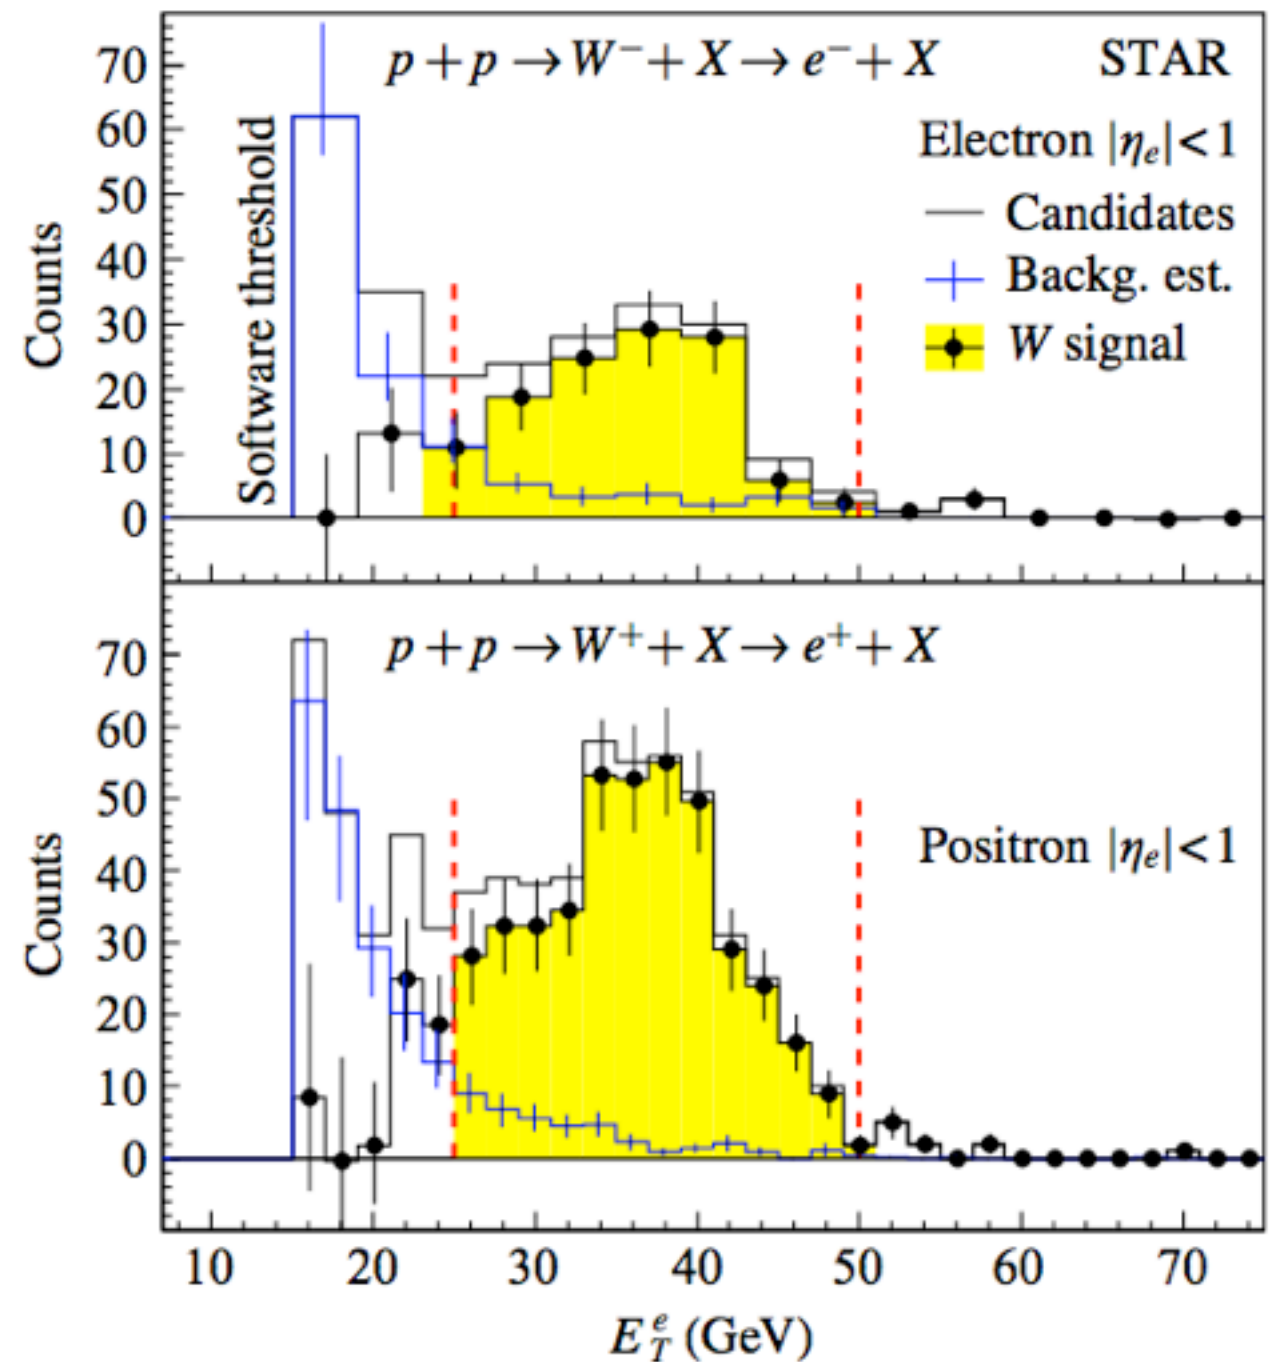 p + p → W⁻ + X → e⁻ + X
STAR
Electron |ηₑ| < 1
Candidates
Backg. est.
W signal
Software threshold
Counts
70
60
50
40
30
20
10
0
p + p → W⁺ + X → e⁺ + X
Positron |ηₑ| < 1
Counts
70
60
50
40
30
20
10
0
10 20 30 40 50 60 70
E_T^e (GeV)